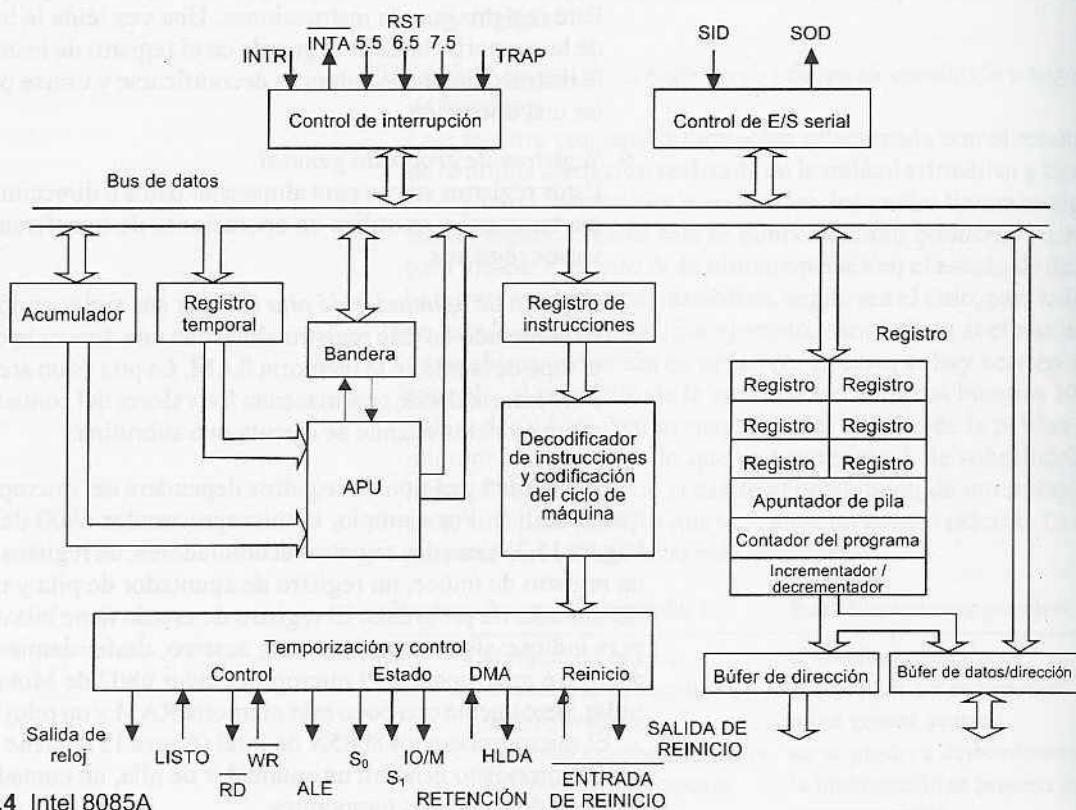 RST
INTA 5.5 6.5 7.5
INTR TRAP
SID SOD
Control de interupción
Control de E/S serial
Bus de datos
Acumulador
Registro
temporal
Bandera
Registro de
instrucciones
APU
Decodificador
de instrucciones
y codificación
del ciclo de
máquina
Registro
Registro Registro
Registro Registro
Registro Registro
Apuntador de pila
Contador del programa
Incrementador /
decrementador
Temporización y control
Control Estado DMA Reinicio
Búfer de dirección
Búfer de datos/dirección
Salida de
reloj
LISTO WR S₀ IO/M HLDA
SALIDA DE
REINICIO
RD ALE S₁ RETENCIÓN
ENTRADA
DE REINICIO
.4 Intel 8085A